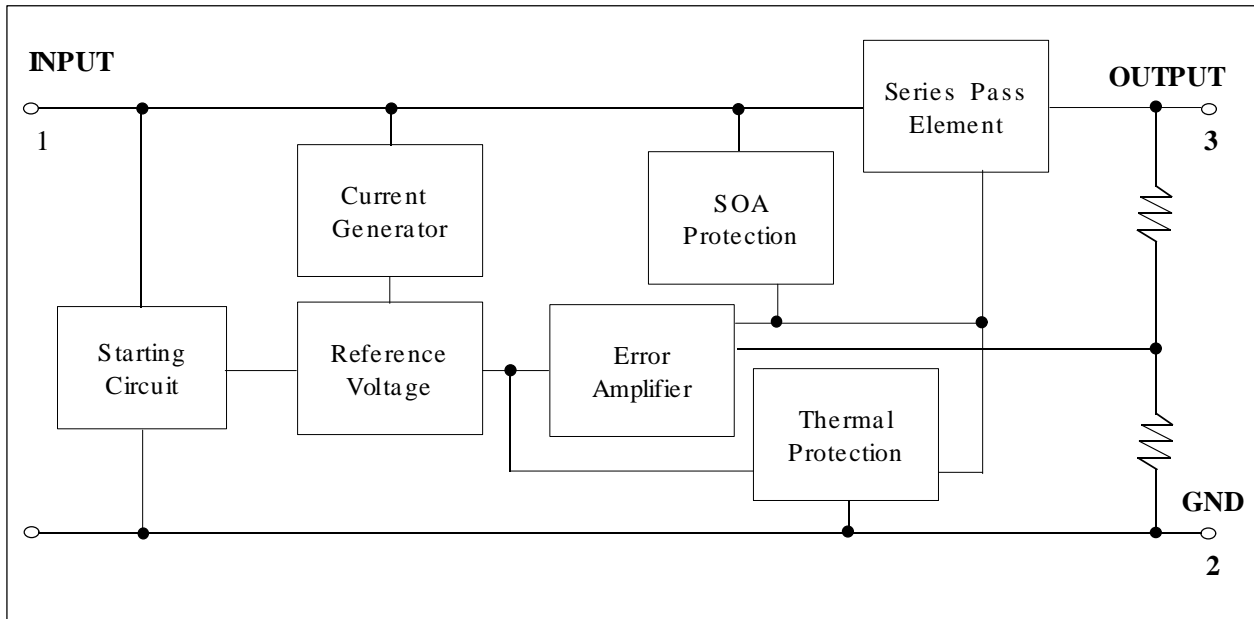 INPUT
1
OUTPUT
3
Series Pass
Element
Current
Generator
SOA
Protection
Starting
Circuit
Reference
Voltage
Error
Amplifier
Thermal
Protection
GND
2